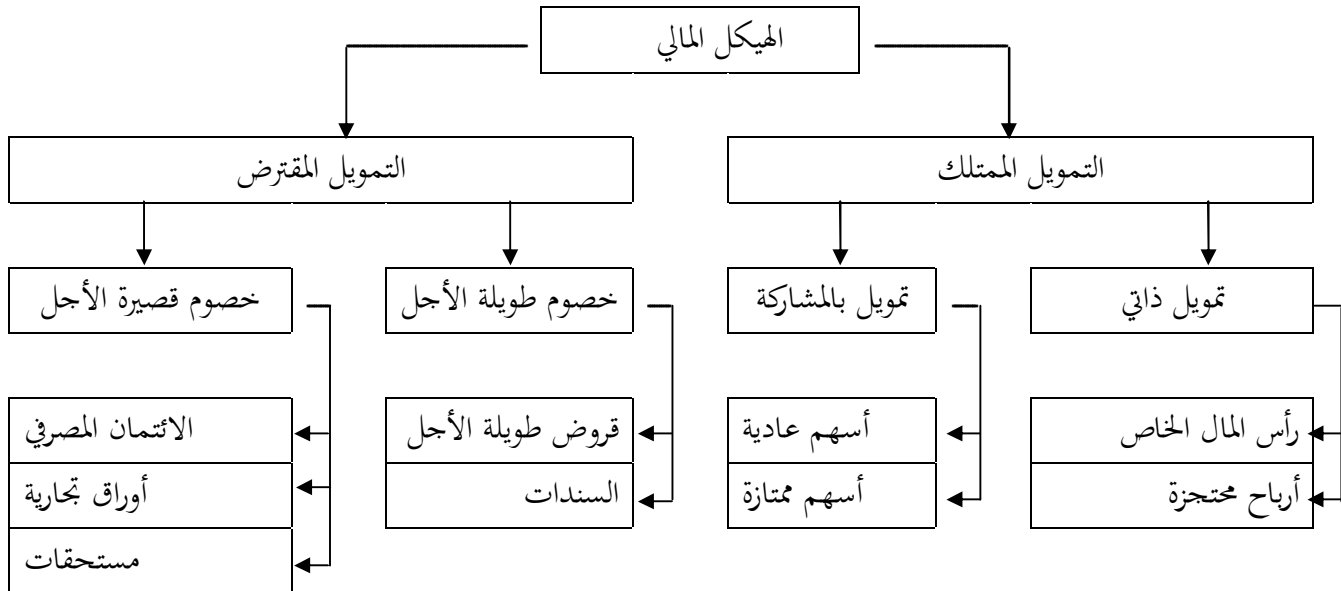 الهيكل المالي
التمويل الممتلك
التمويل المقترض
تمويل ذاتي
تمويل بالمشاركة
خصوم طويلة الأجل
خصوم قصيرة الأجل
رأس المال الخاص
أرباح محتجزة
أسهم عادية
أسهم ممتازة
قروض طويلة الأجل
السندات
الائتمان المصرفي
أوراق تجارية
مستحقات